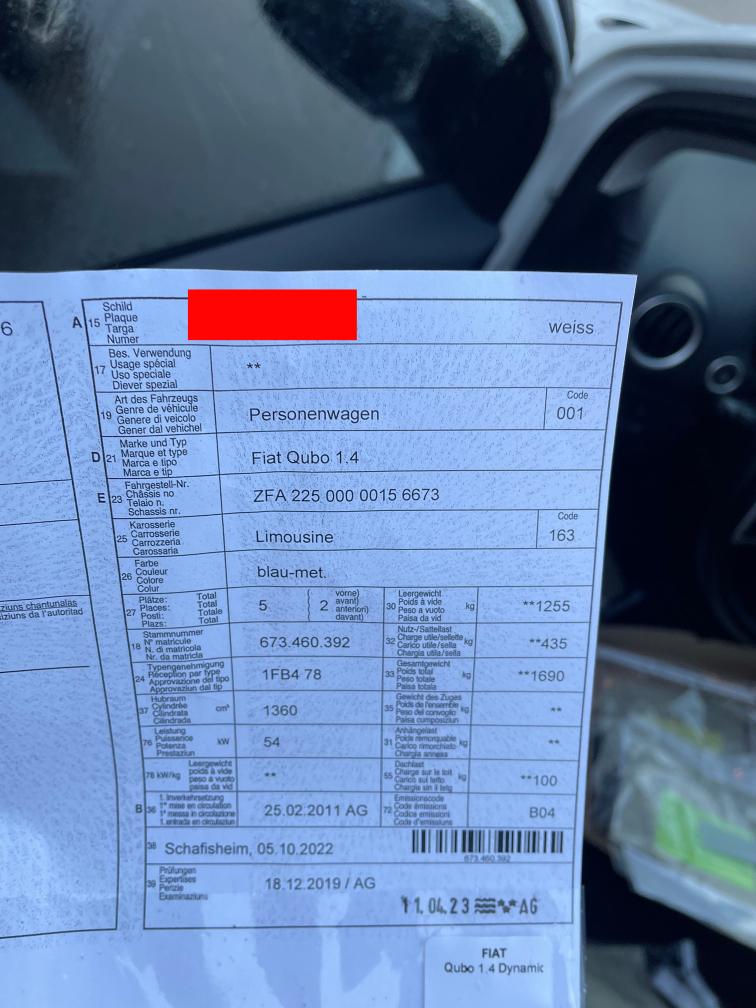 6
A 15 Schild
Plaque
Targa
Numer
weiss
17 Bes. Verwendung
Usage spécial
Uso speciale
Diever spezial
**
19 Art des Fahrzeugs
Genre de véhicule
Genere di veicolo
Gener dal vehichel
Personenwagen
Code
001
D 21 Marke und Typ
Marque et type
Marca e tipo
Marca e tip
Fiat Qubo 1.4
E 23 Fahrgestell-Nr.
Châssis no
Telaio n.
Schassis nr.
ZFA 225 000 0015 6673
25 Karosserie
Carrosserie
Carrozzeria
Carossaria
Limousine
Code
163
26 Farbe
Couleur
Colore
Colur
blau-met.
ziuns chantunalas
iziuns da l'autoritad
27 Plätze: Total
Places: Total
Posti: Totale
Plazs: Total
5 ( 2 vorne)
avant)
anteriori)
davant)
30 Leergewicht
Poids à vide
Peso a vuoto
Paisa da vid
kg
**1255
18 Stammnummer
N° matricule
N. di matricola
Nr. da matricla
673.460.392
32 Nutz-/Sattellast
Charge utile/sellette
Carico utile/sella
Chargia utila/sella
kg
**435
24 Typengenehmigung
Réception par type
Approvazione del tipo
Approvaziun dal tip
1FB4 78
33 Gesamtgewicht
Poids total
Peso totale
Paisa totala
kg
**1690
37 Hubraum
Cylindrée
Cilindrata
Cilindrada
cm³
1360
35 Gewicht des Zuges
Poids de l'ensemble
Peso del convoglio
Paisa cumposiziun
kg
**
76 Leistung
Puissance
Potenza
Prestaziun
kW
54
31 Anhängelast
Poids remorquable
Carico rimorchiato
Chargia annexa
kg
**
78 kW/kg Leergewicht
poids à vide
peso a vuoto
paisa da vid
**
55 Dachlast
Charge sur le toit
Carico sul tetto
Chargia sin il tetg
kg
**100
B 36 1. Inverkehrsetzung
1re mise en circulation
1a messa in circolazione
1. entrada en circulaziun
25.02.2011 AG
72 Emissionscode
Code émissions
Codice emissioni
Code d'emissiuns
B04
38 Schafisheim, 05.10.2022
673.460.392
39 Prüfungen
Expertises
Perizie
Examinaziuns
18.12.2019 / AG
11.04.23 AG
FIAT
Qubo 1.4 Dynamic